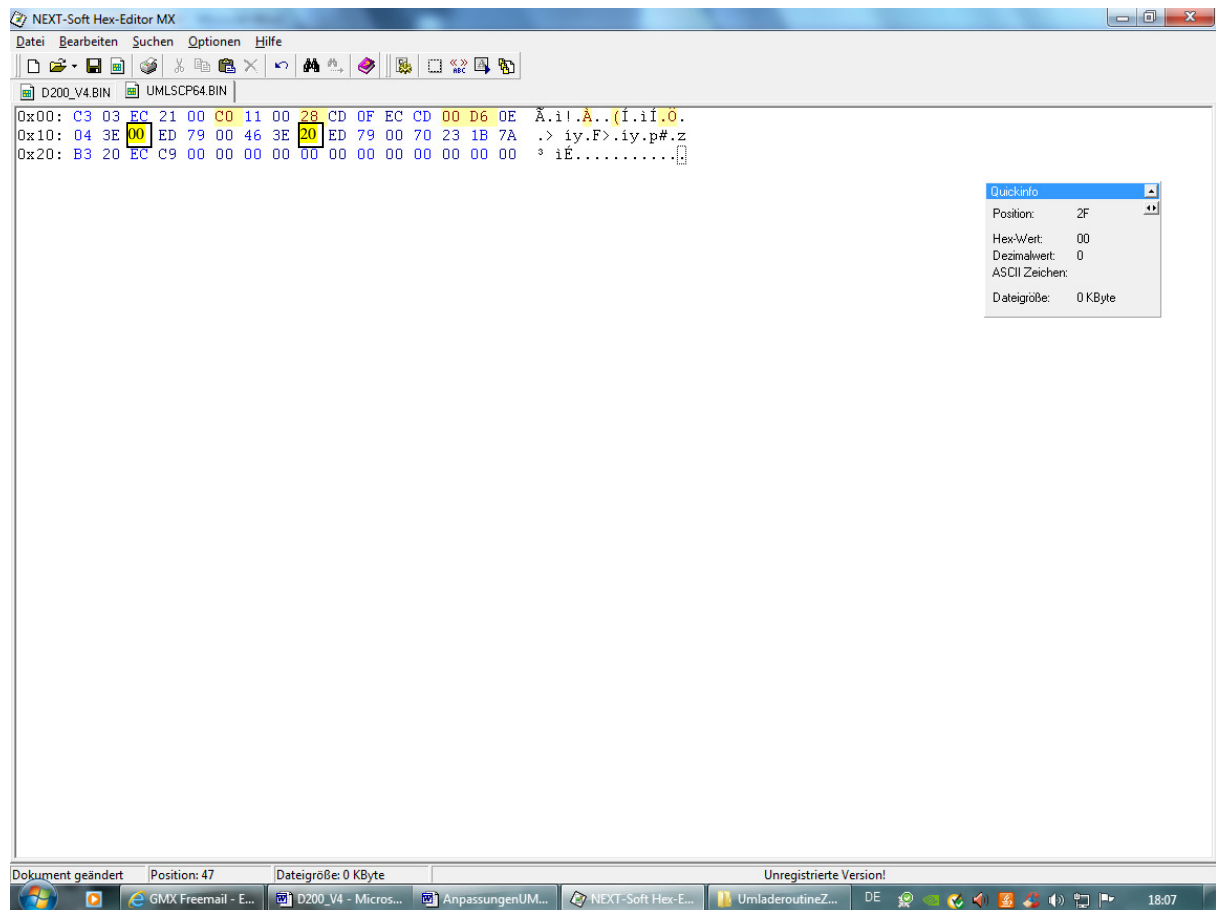 NEXT-Soft Hex-Editor MX
Datei Bearbeiten Suchen Optionen Hilfe
D200_V4.BIN UMLSCP64.BIN
0x00: C3 03 EC 21 00 C0 11 00 28 CD 0F EC CD 00 D6 0E Ã.ì!.À..(Í.ìÍ.Ö.
0x10: 04 3E 00 ED 79 00 46 3E 20 ED 79 00 70 23 1B 7A .> íy.F>.íy.p#.z
0x20: B3 20 EC C9 00 00 00 00 00 00 00 00 00 00 00 00 ³ ìÉ............
Quickinfo
Position: 2F
Hex-Wert: 00
Dezimalwert: 0
ASCII Zeichen:
Dateigröße: 0 KByte
Dokument geändert Position: 47 Dateigröße: 0 KByte Unregistrierte Version!
GMX Freemail - E... D200_V4 - Micros... AnpassungenUM... NEXT-Soft Hex-E... UmladeroutineZ... DE 18:07